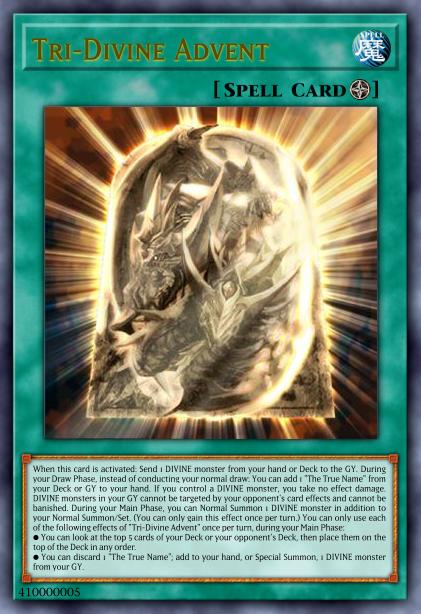 Tri-Divine Advent
SPELL
魔
[Spell Card]
When this card is activated: Send 1 DIVINE monster from your hand or Deck to the GY. During
your Draw Phase, instead of conducting your normal draw: You can add 1 "The True Name" from
your Deck or GY to your hand. If you control a DIVINE monster, you take no effect damage.
DIVINE monsters in your GY cannot be targeted by your opponent's card effects and cannot be
banished. During your Main Phase, you can Normal Summon 1 DIVINE monster in addition to
your Normal Summon/Set. (You can only gain this effect once per turn.) You can only use each
of the following effects of "Tri-Divine Advent" once per turn, during your Main Phase:
● You can look at the top 5 cards of your Deck or your opponent's Deck, then place them on
top of the Deck in any order.
● You can discard 1 "The True Name"; add to your hand, or Special Summon, 1 DIVINE monster
from your GY.
410000005